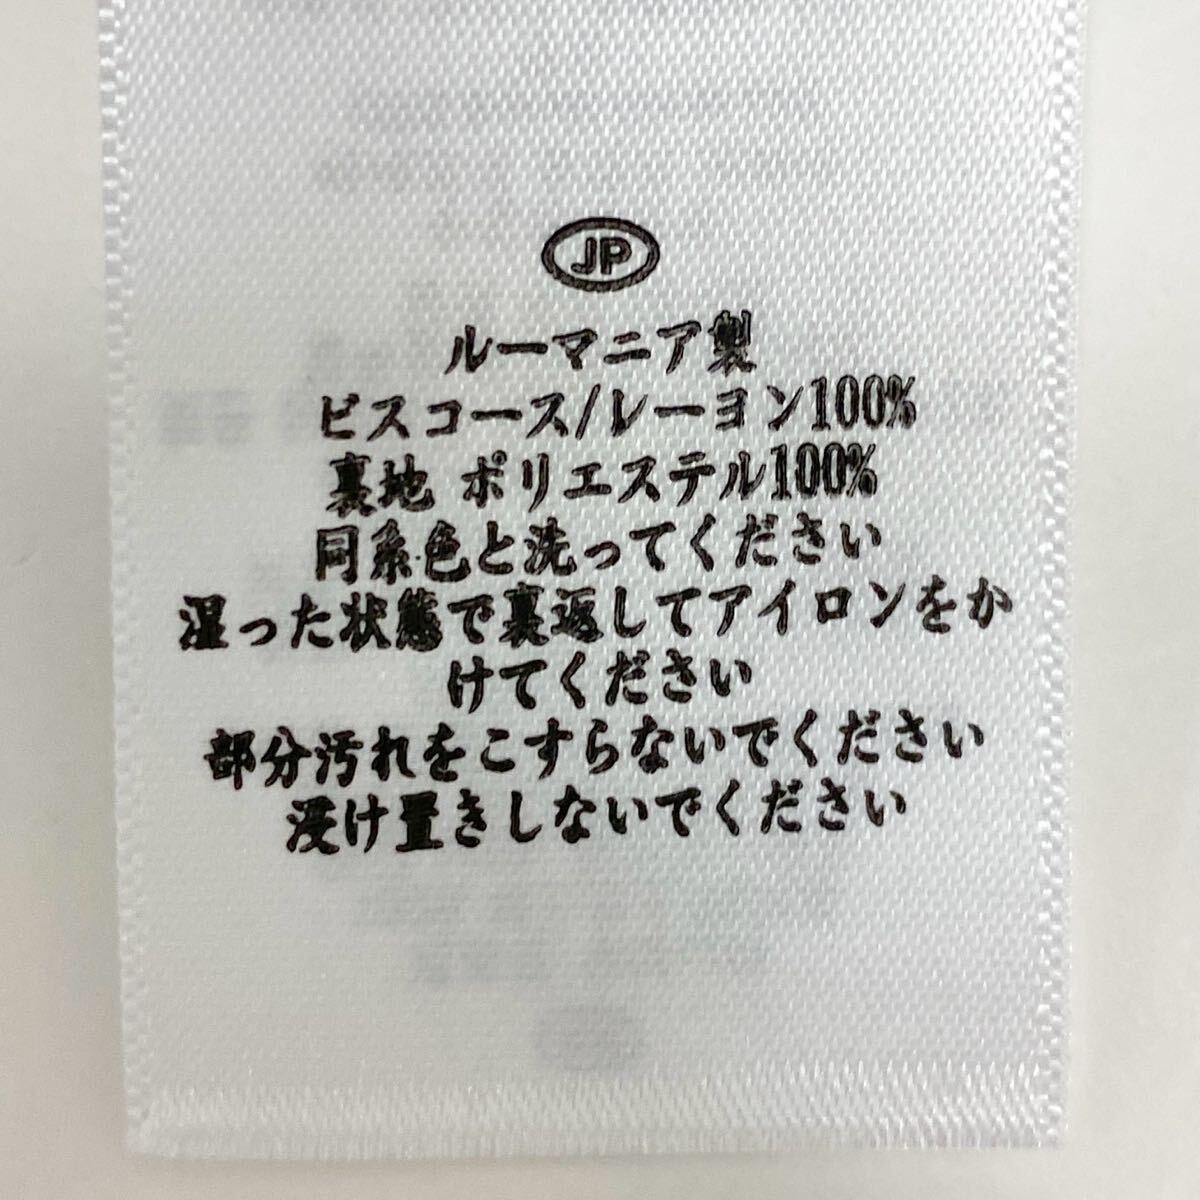 JP
ルーマニア製
ビスコース/レーヨン100%
裏地 ポリエステル100%
同系色と洗ってください
湿った状態で裏返してアイロンをか
けてください
部分汚れをこすらないでください
浸け置きしないでください